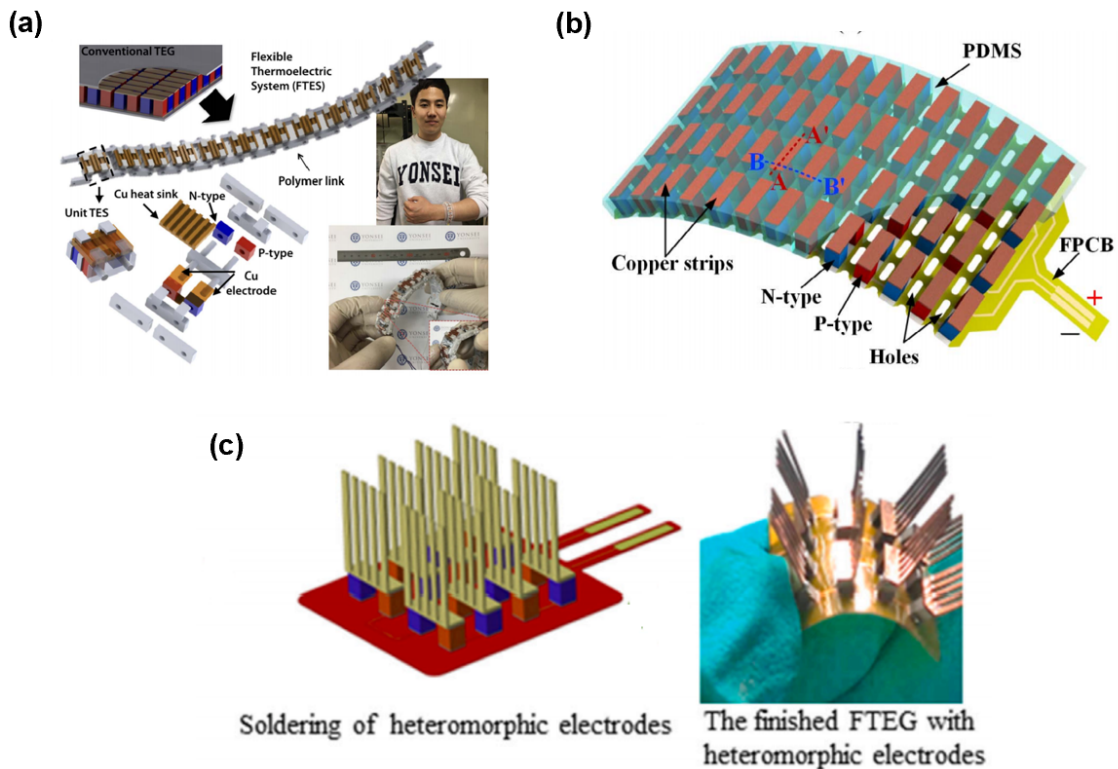 (a)
Conventional TEG
Flexible
Thermoelectric
System (FTES)
Polymer link
Cu heat sink
N-type
Unit TES
P-type
Cu
electrode
YONSEI
YONSEI
(b)
PDMS
A'
B
A
B'
Copper strips
N-type
P-type
Holes
FPCB
+
−
(c)
Soldering of heteromorphic electrodes
The finished FTEG with
heteromorphic electrodes